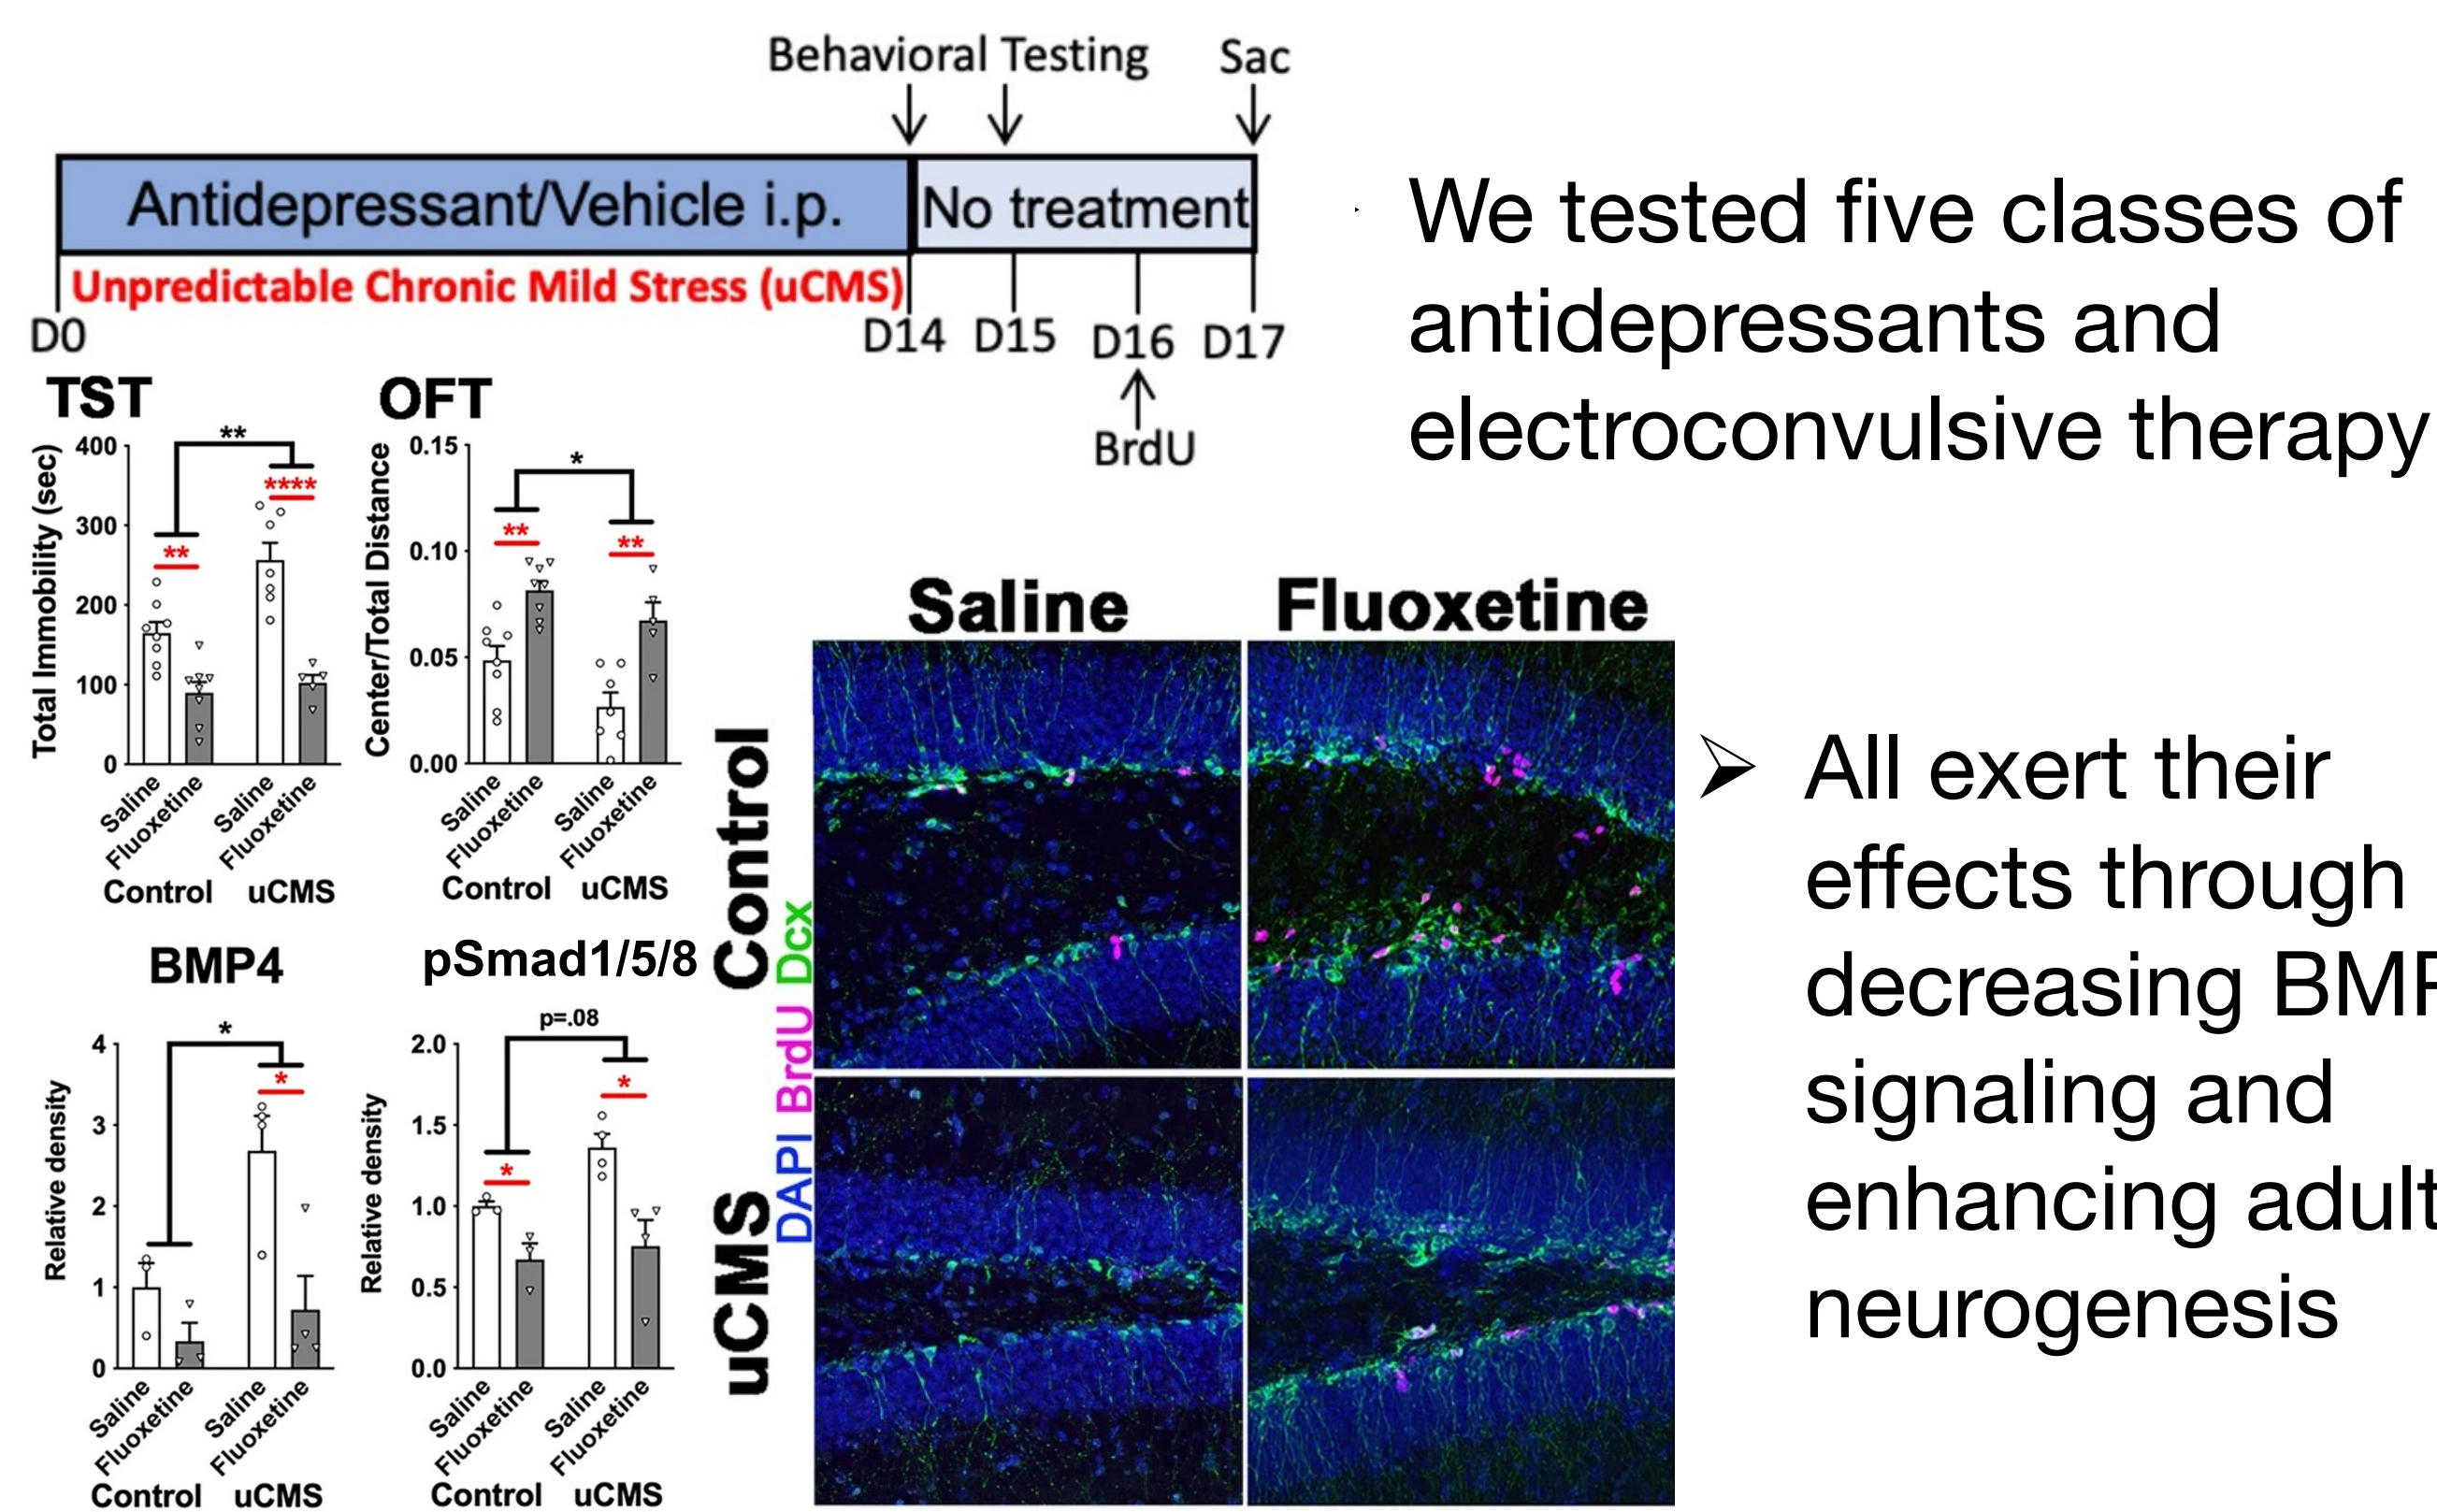 Behavioral Testing Sac
Antidepressant/Vehicle i.p. No treatment
Unpredictable Chronic Mild Stress (uCMS)
D0 D14 D15 D16 D17
BrdU
We tested five classes of
antidepressants and
electroconvulsive therapy
TST
Total Immobility (sec)
400
300
200
100
0
**
**
****
Saline Fluoxetine Saline Fluoxetine
Control uCMS
OFT
Center/Total Distance
0.15
0.10
0.05
0.00
*
**
**
Saline Fluoxetine Saline Fluoxetine
Control uCMS
BMP4
Relative density
4
3
2
1
0
*
*
Saline Fluoxetine Saline Fluoxetine
Control uCMS
pSmad1/5/8
Relative density
2.0
1.5
1.0
0.5
0.0
p=.08
*
*
Saline Fluoxetine Saline Fluoxetine
Control uCMS
Saline Fluoxetine
Control
uCMS
DAPI BrdU Dcx
All exert their
effects through
decreasing BMP
signaling and
enhancing adult
neurogenesis